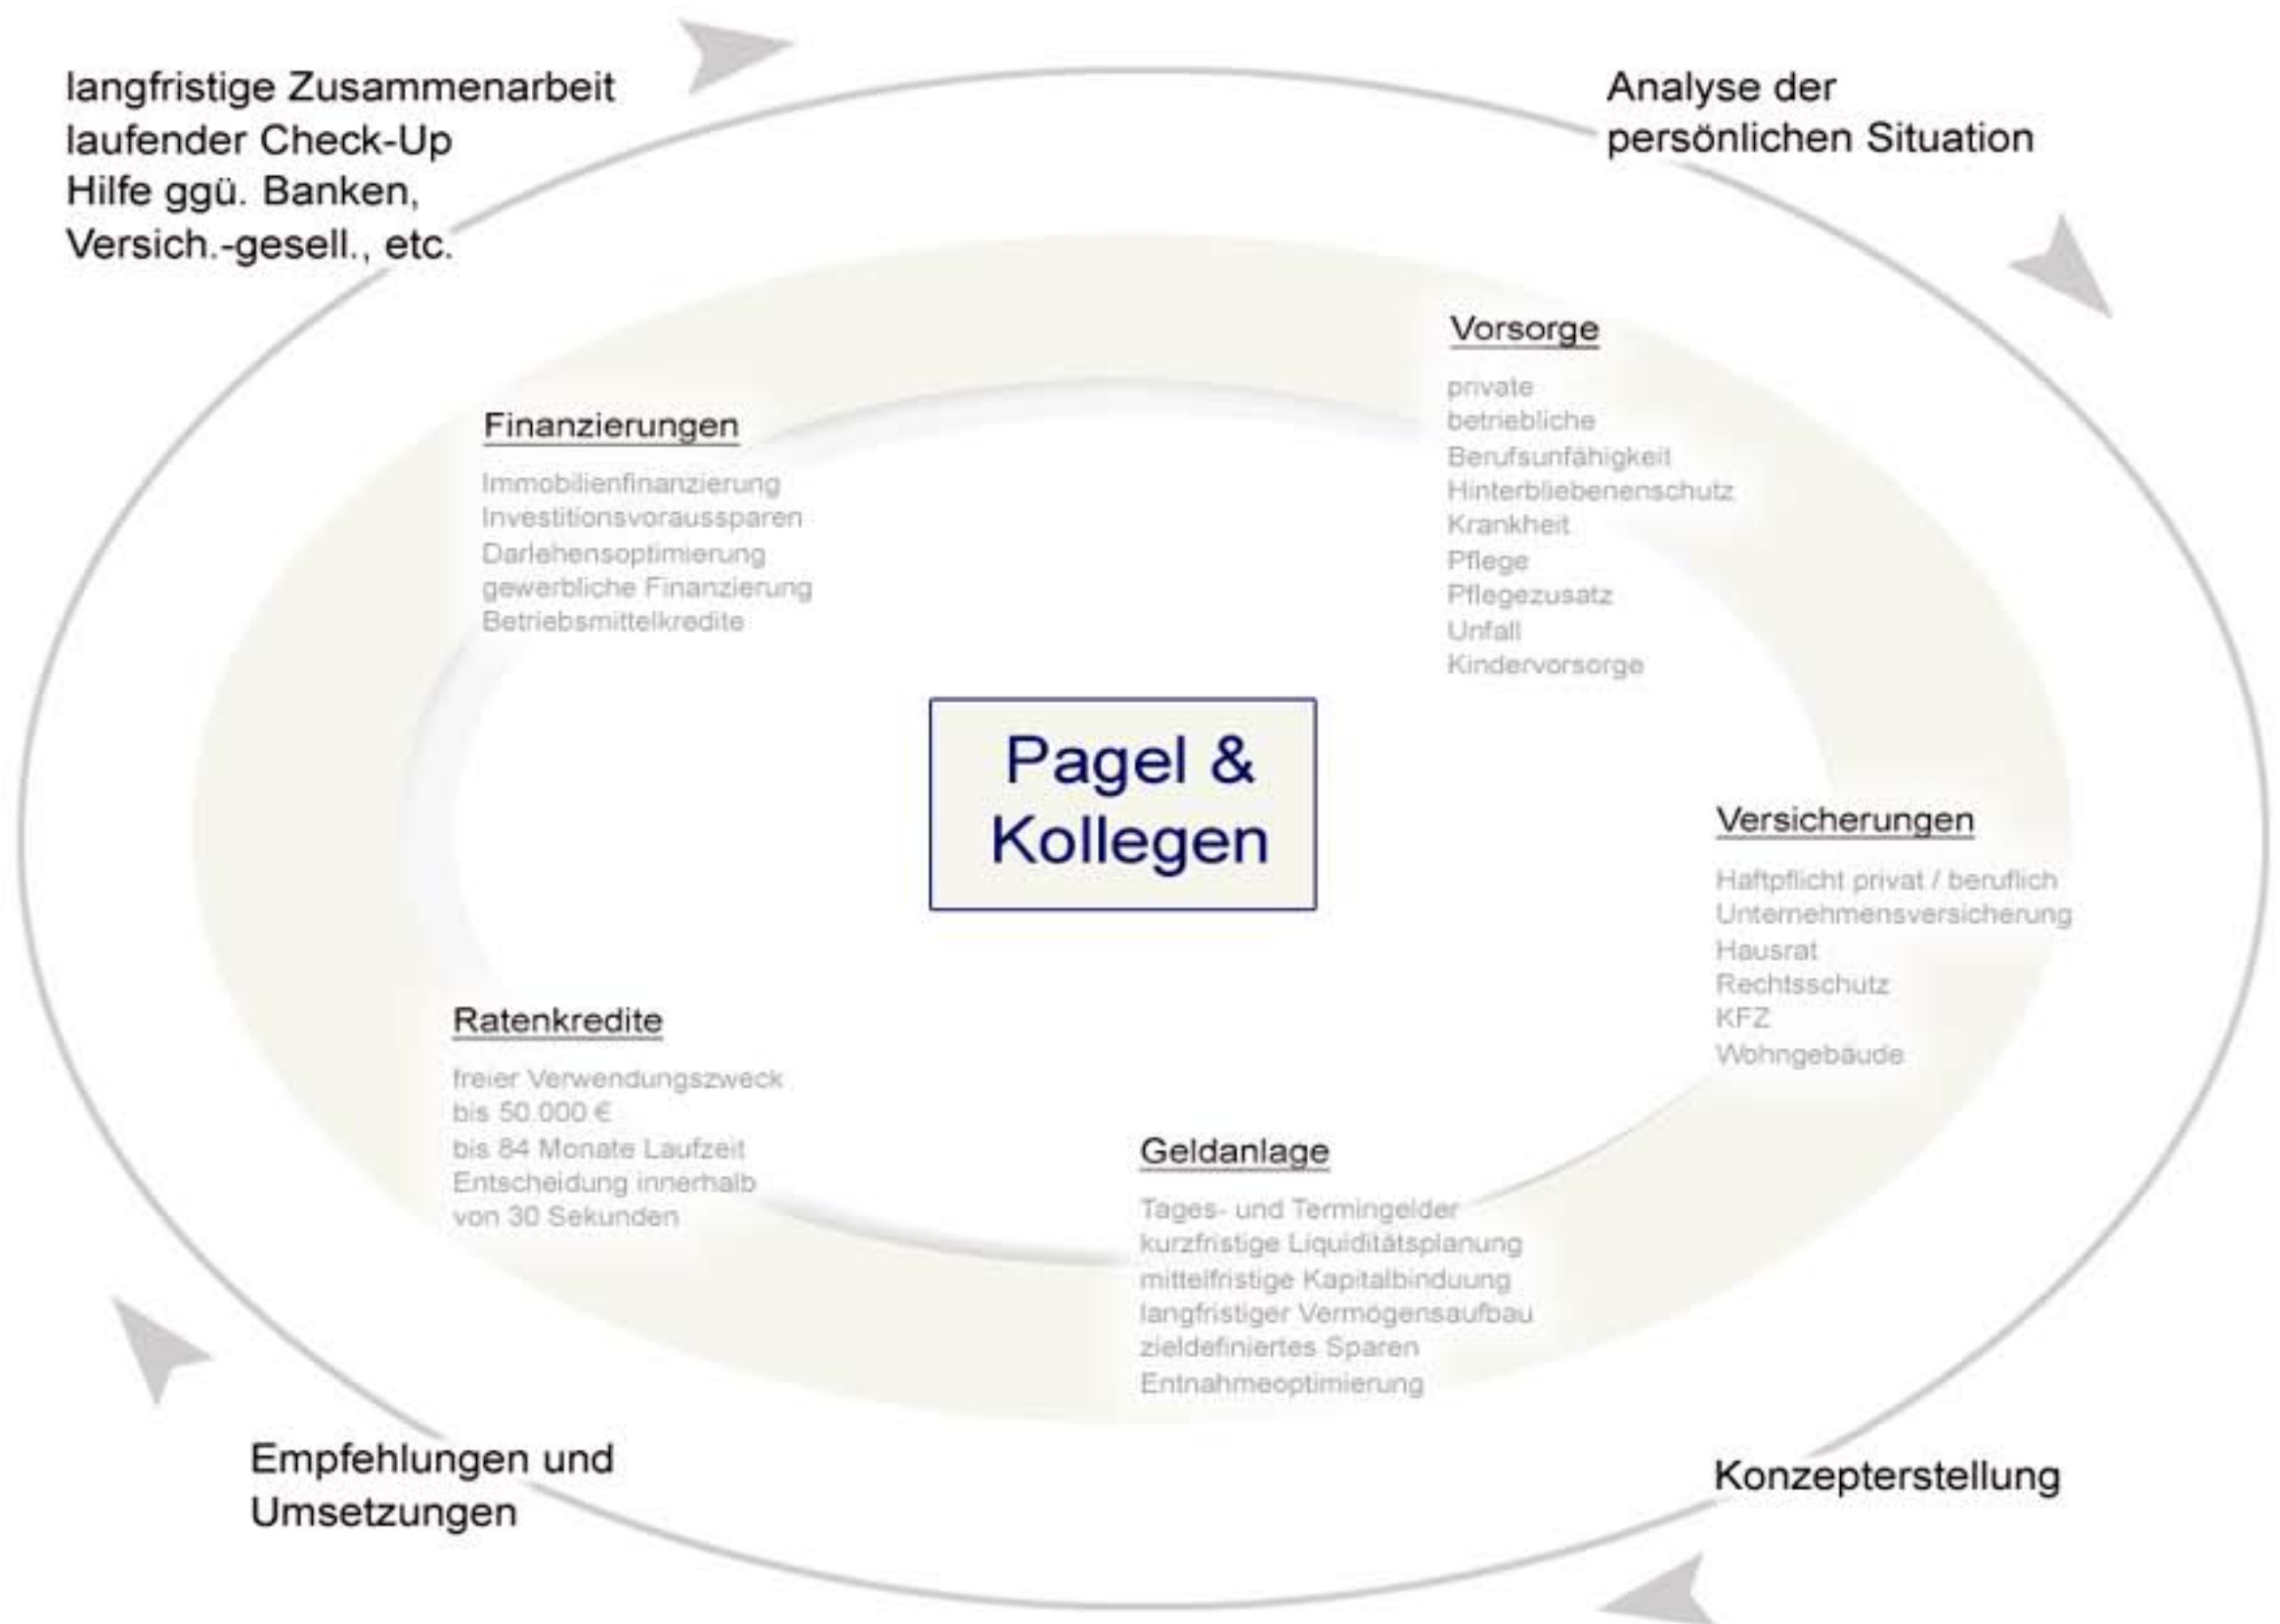 langfristige Zusammenarbeit
laufender Check-Up
Hilfe ggü. Banken,
Versich.-gesell., etc.
Analyse der
persönlichen Situation
Finanzierungen
Immobilienfinanzierung
Investitionsvoraussparen
Darlehensoptimierung
gewerbliche Finanzierung
Betriebsmittelkredite
Vorsorge
private
betriebliche
Berufsunfähigkeit
Hinterbliebenenschutz
Krankheit
Pflege
Pflegezusatz
Unfall
Kindervorsorge
Pagel &
Kollegen
Versicherungen
Haftpflicht privat / beruflich
Unternehmensversicherung
Hausrat
Rechtsschutz
KFZ
Wohngebäude
Ratenkredite
freier Verwendungszweck
bis 50.000 €
bis 84 Monate Laufzeit
Entscheidung innerhalb
von 30 Sekunden
Geldanlage
Tages- und Termingelder
kurzfristige Liquiditätsplanung
mittelfristige Kapitalbinduung
langfristiger Vermögensaufbau
zieldefiniertes Sparen
Entnahmeoptimierung
Empfehlungen und
Umsetzungen
Konzepterstellung